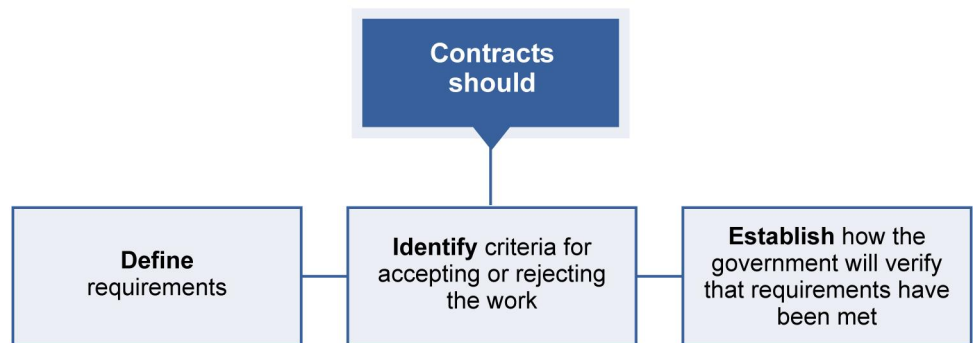 Contracts
should
Define
requirements
Identify criteria for
accepting or rejecting
the work
Establish how the
government will verify
that requirements have
been met